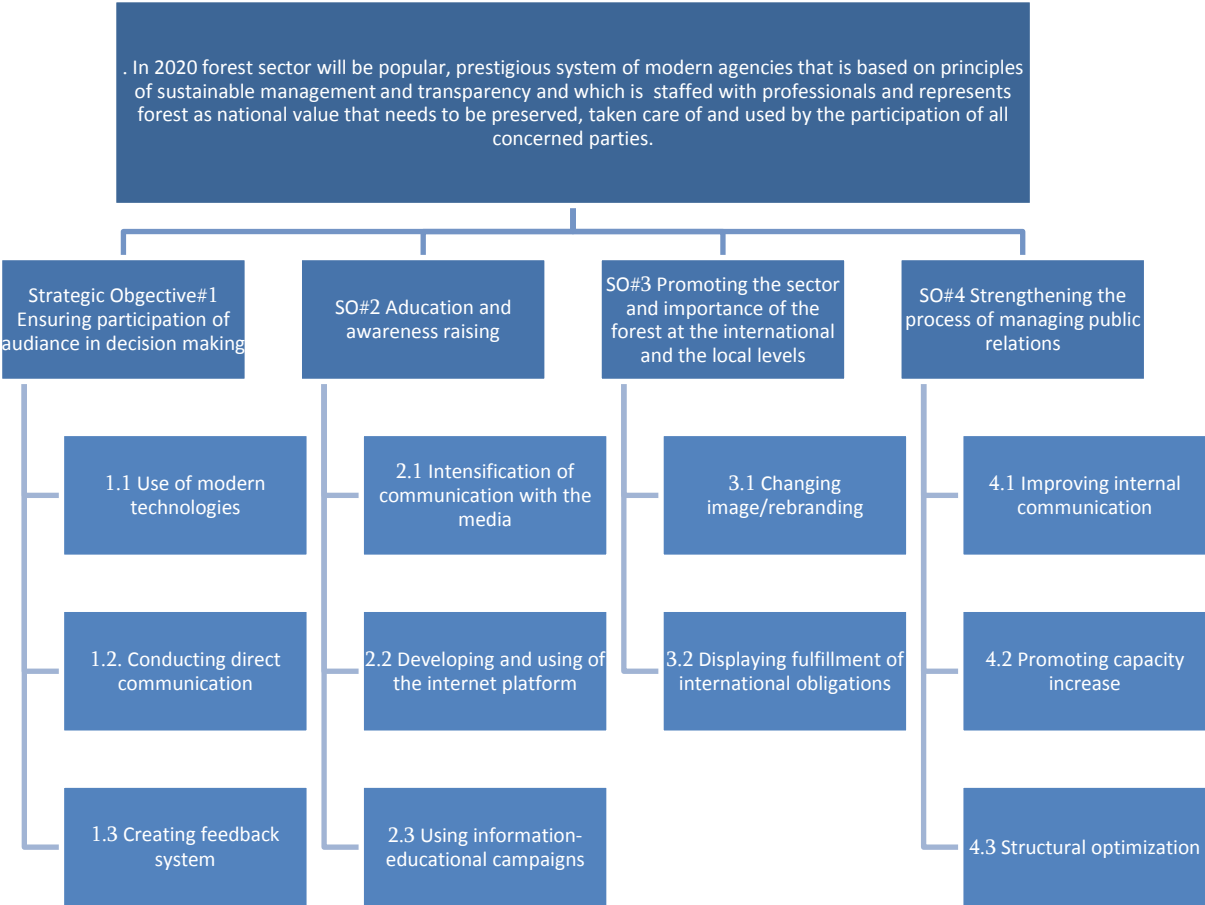 . In 2020 forest sector will be popular, prestigious system of modern agencies that is based on principles
of sustainable management and transparency and which is staffed with professionals and represents
forest as national value that needs to be preserved, taken care of and used by the participation of all
concerned parties.
Strategic Obgective#1
Ensuring participation of
audiance in decision making
1.1 Use of modern
technologies
1.2. Conducting direct
communication
1.3 Creating feedback
system
SO#2 Aducation and
awareness raising
2.1 Intensification of
communication with the
media
2.2 Developing and using of
the internet platform
2.3 Using information-
educational campaigns
SO#3 Promoting the sector
and importance of the
forest at the international
and the local levels
3.1 Changing
image/rebranding
3.2 Displaying fulfillment of
international obligations
SO#4 Strengthening the
process of managing public
relations
4.1 Improving internal
communication
4.2 Promoting capacity
increase
4.3 Structural optimization